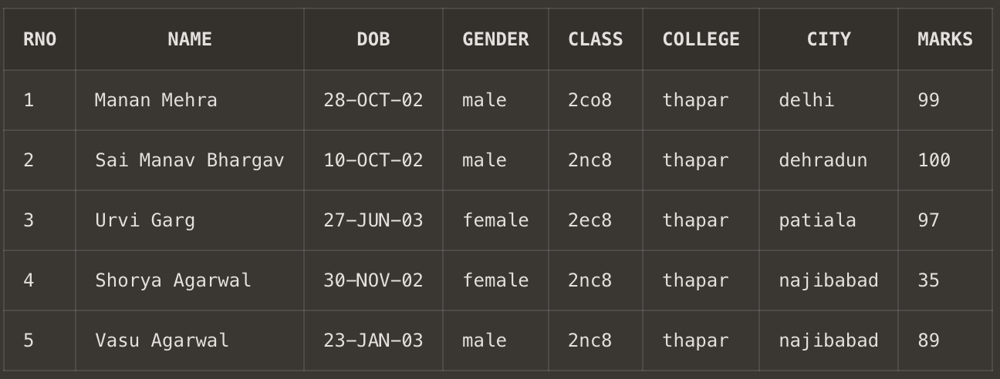 RNO NAME DOB GENDER CLASS COLLEGE CITY MARKS
1 Manan Mehra 28-OCT-02 male 2co8 thapar delhi 99
2 Sai Manav Bhargav 10-OCT-02 male 2nc8 thapar dehradun 100
3 Urvi Garg 27-JUN-03 female 2ec8 thapar patiala 97
4 Shorya Agarwal 30-NOV-02 female 2nc8 thapar najibabad 35
5 Vasu Agarwal 23-JAN-03 male 2nc8 thapar najibabad 89